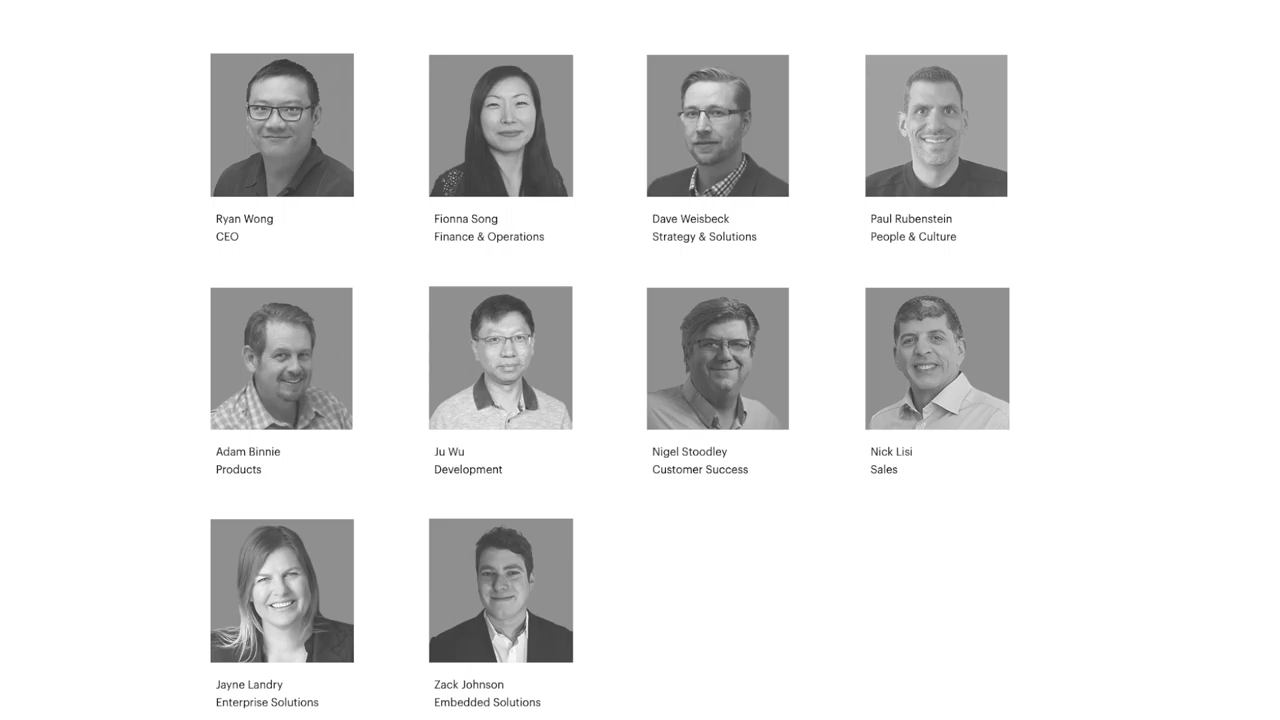 Ryan Wong
CEO
Fionna Song
Finance & Operations
Dave Weisbeck
Strategy & Solutions
Paul Rubenstein
People & Culture
Adam Binnie
Products
Ju Wu
Development
Nigel Stoodley
Customer Success
Nick Lisi
Sales
Jayne Landry
Enterprise Solutions
Zack Johnson
Embedded Solutions